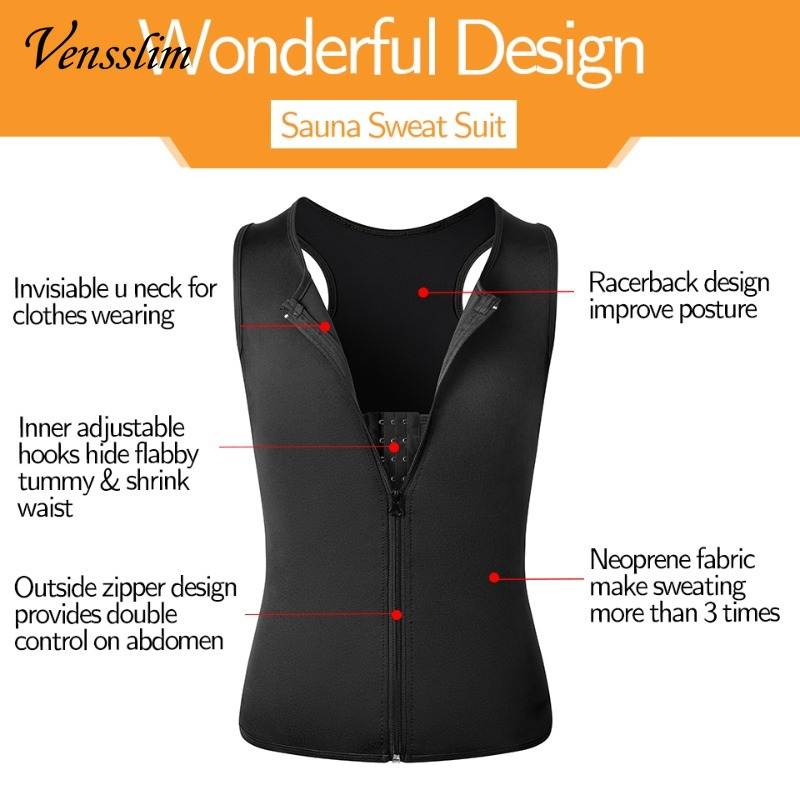 Vensslim
Wonderful Design
Sauna Sweat Suit
Invisiable u neck for
clothes wearing
Racerback design
improve posture
Inner adjustable
hooks hide flabby
tummy & shrink
waist
Neoprene fabric
make sweating
more than 3 times
Outside zipper design
provides double
control on abdomen